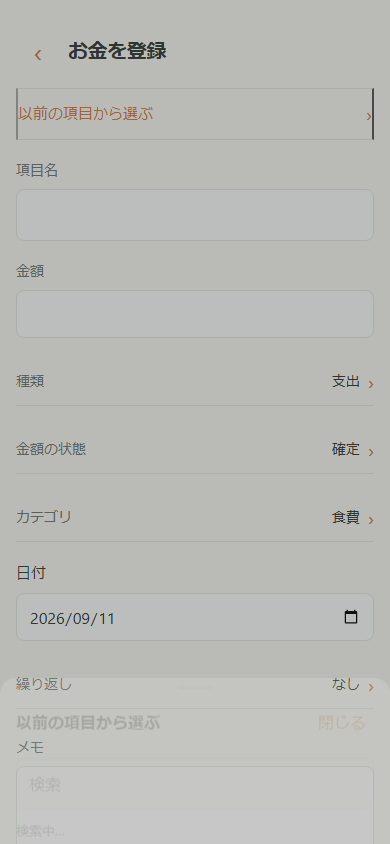 ‹ お金を登録
以前の項目から選ぶ ›
項目名
金額
種類 支出 ›
金額の状態 確定 ›
カテゴリ 食費 ›
日付
2026/09/11
繰り返し なし ›
以前の項目から選ぶ 閉じる
メモ
検索
検索中...